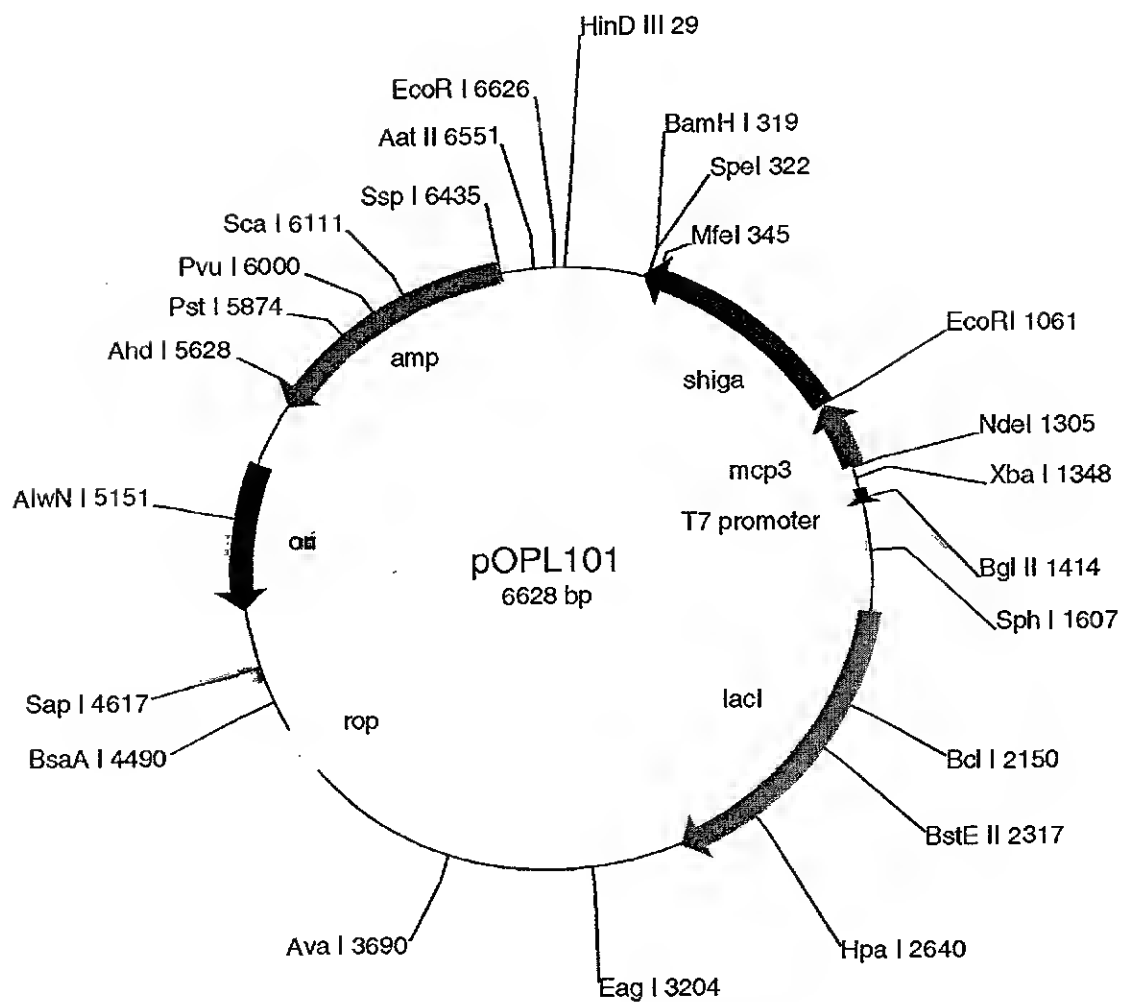 HinD III 29
EcoR I 6626
Aat II 6551
Ssp I 6435
Sca I 6111
Pvu I 6000
Pst I 5874
Ahd I 5628
AlwN I 5151
Sap I 4617
BsaA I 4490
Ava I 3690
Eag I 3204
Hpa I 2640
BstE II 2317
Bcl I 2150
Sph I 1607
Bgl II 1414
Xba I 1348
NdeI 1305
EcoRI 1061
MfeI 345
SpeI 322
BamH I 319
amp
shiga
mcp3
T7 promoter
ori
pOPL101
6628 bp
lacI
rop